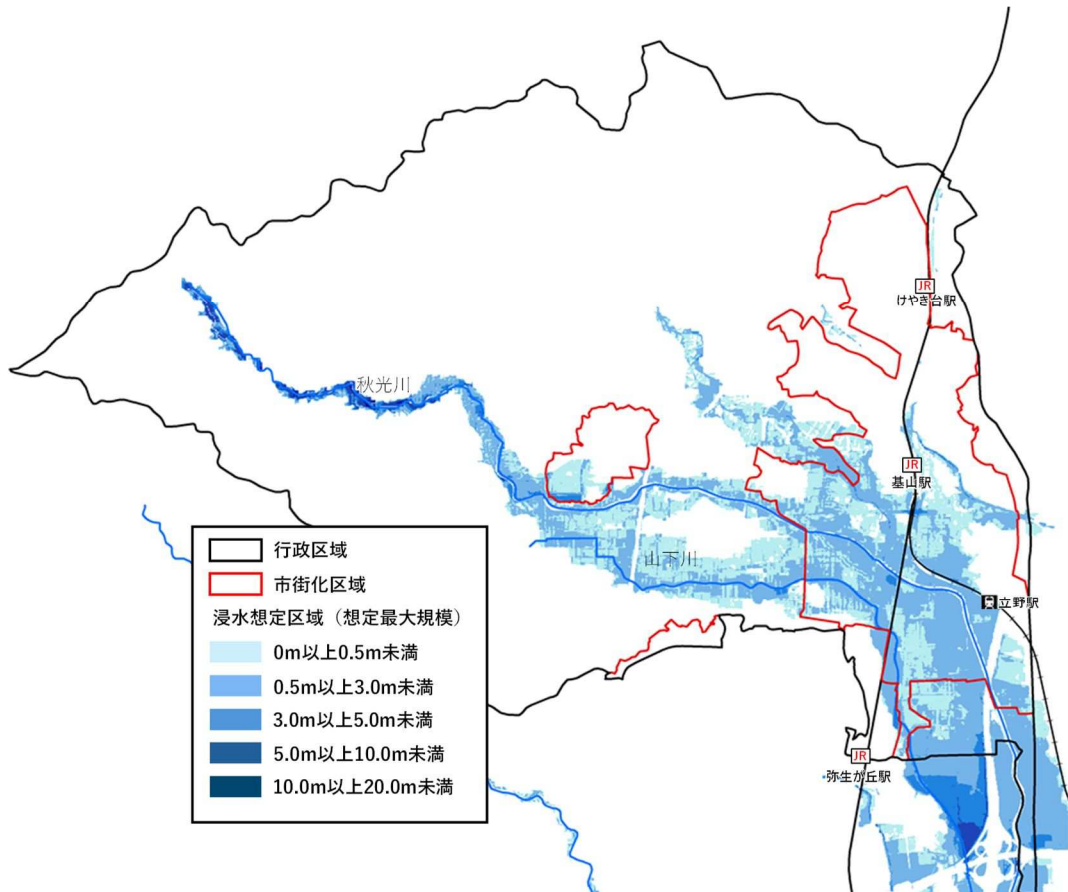 JR
けやき台駅
秋光川
JR
基山駅
行政区域
市街化区域
浸水想定区域（想定最大規模）
0m以上0.5m未満
0.5m以上3.0m未満
3.0m以上5.0m未満
5.0m以上10.0m未満
10.0m以上20.0m未満
山下川
立野駅
JR
弥生が丘駅